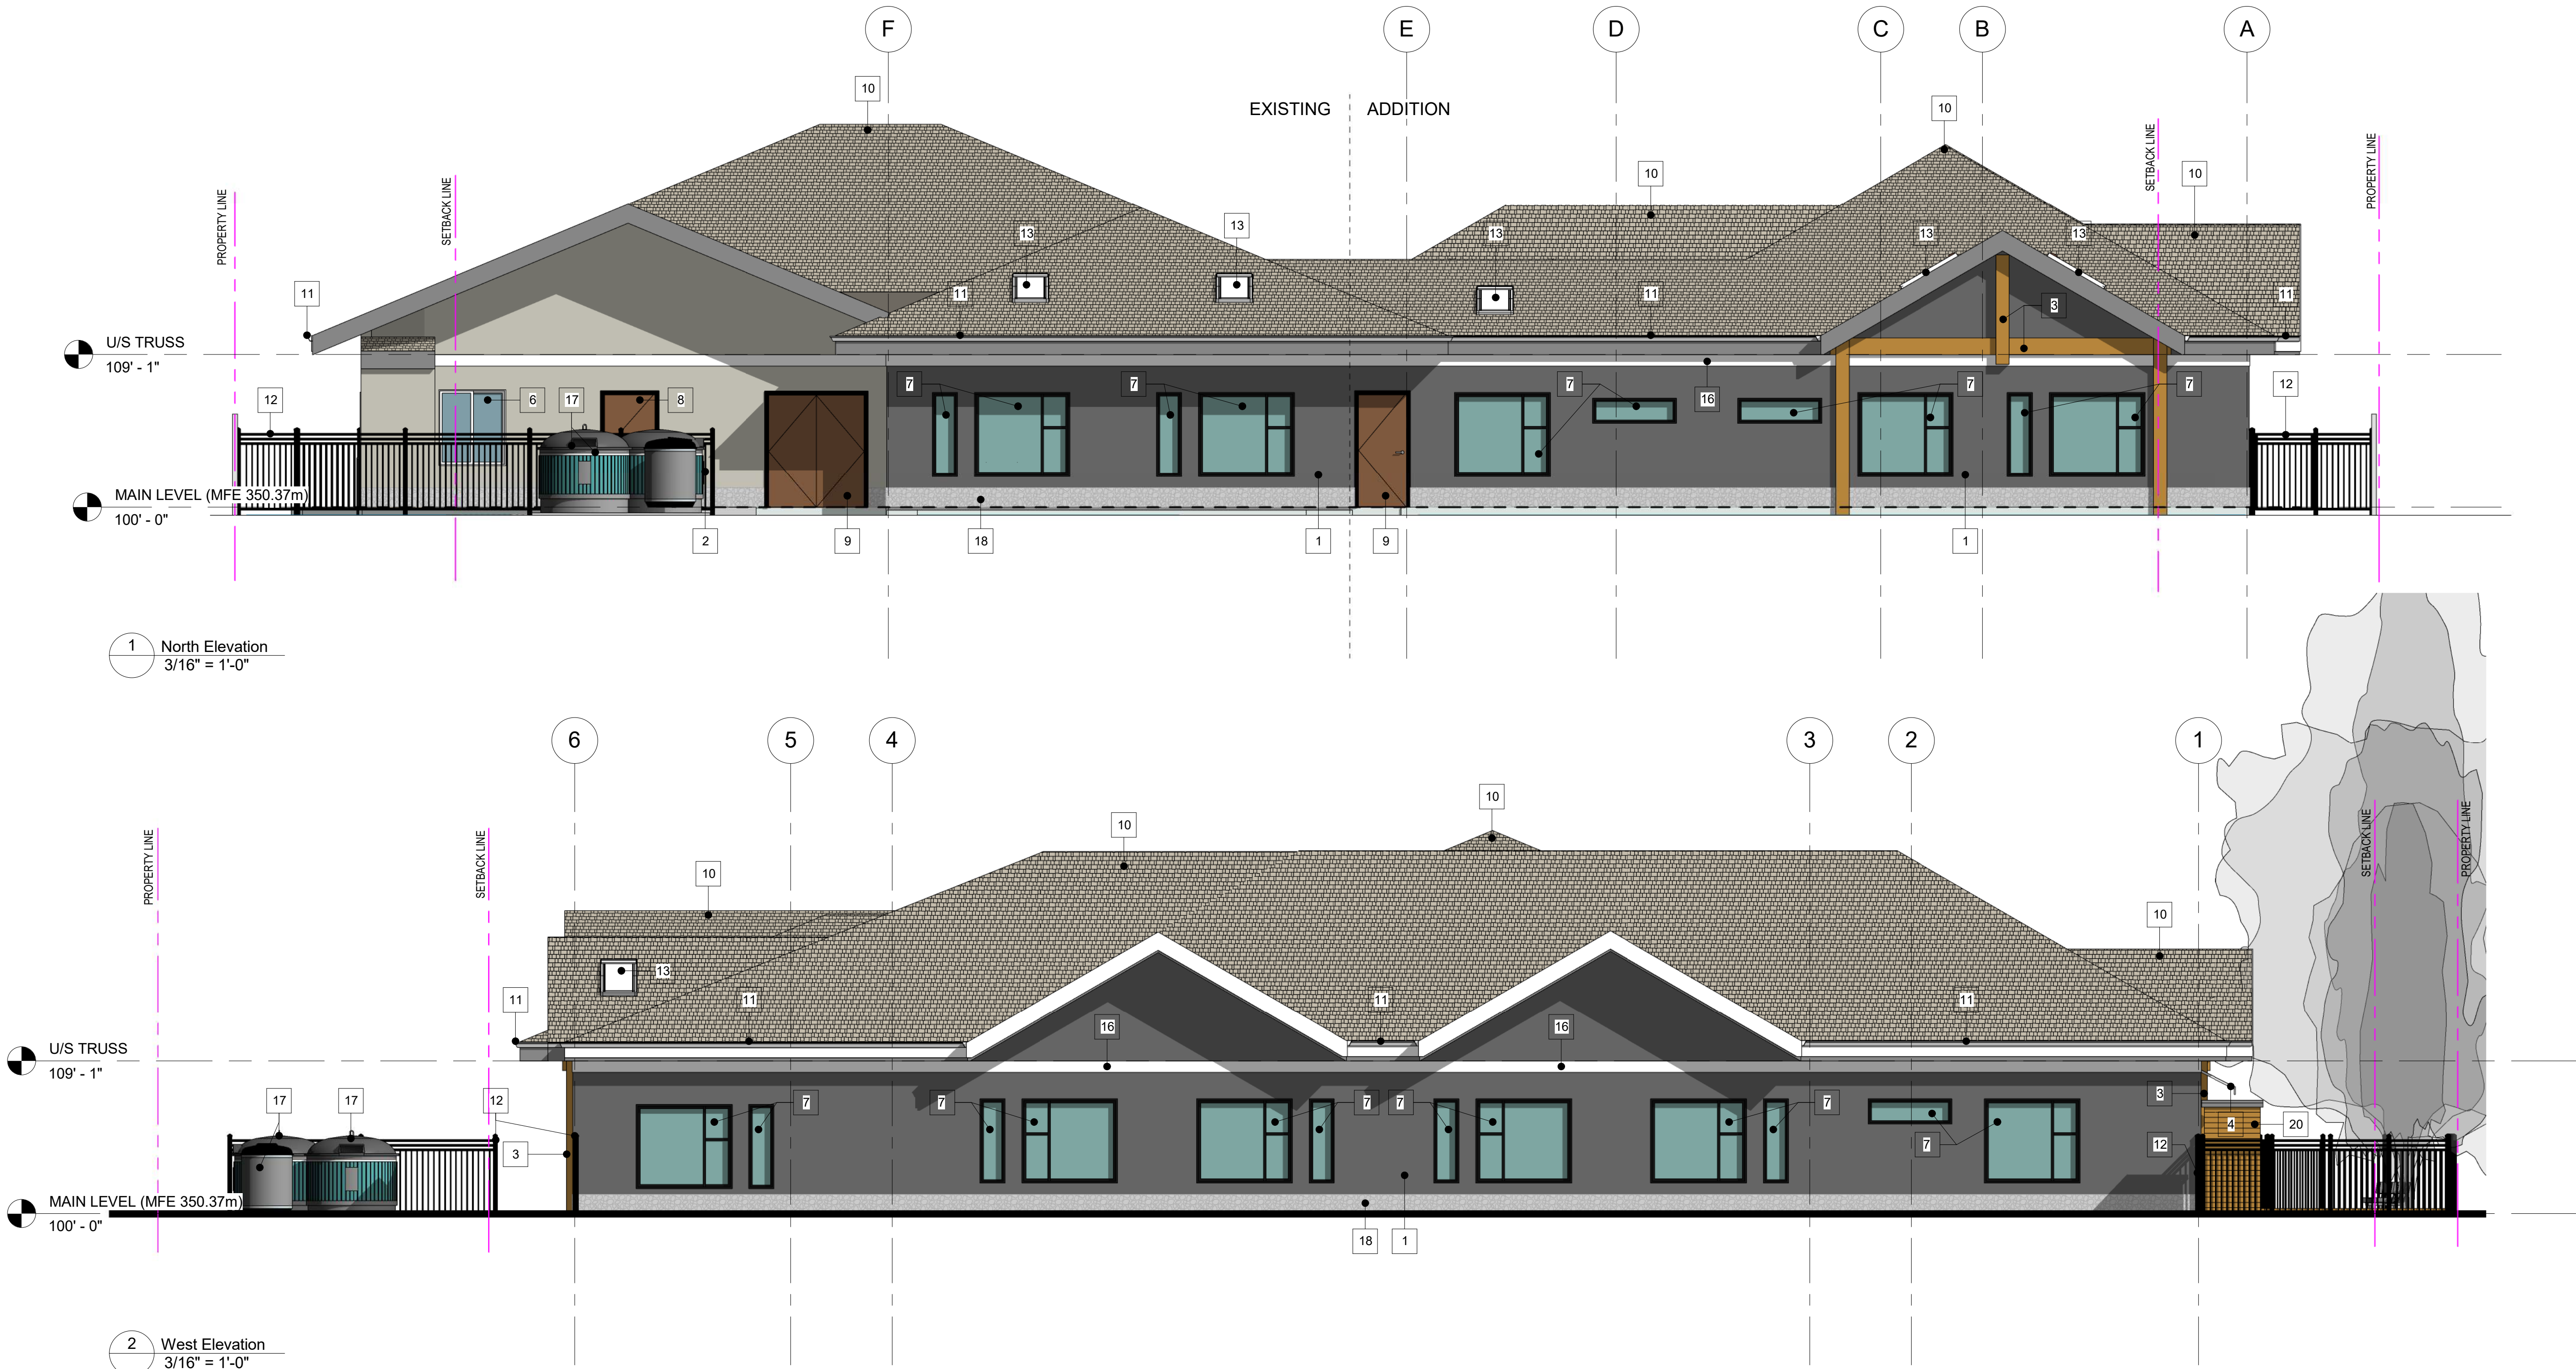 F E D C B A
EXISTING ADDITION
10 10
10 10
PROPERTY LINE SETBACK LINE SETBACK LINE PROPERTY LINE
13 13 13 13 13
11 11 11 11
3
U/S TRUSS
109' - 1"
12 6 17 8 7 7 7 16 7 7 12
MAIN LEVEL (MFE 350.37m)
100' - 0"
2 9 18 1 9 1
1 North Elevation
3/16" = 1'-0"
6 5 4 3 2 1
10
10
10 10
PROPERTY LINE SETBACK LINE SETBACK LINE PROPERTY LINE
13
11 11 11 11
16 16
U/S TRUSS
109' - 1"
17 17 12 7 7 7 7 7 3
3 7 12 4 20
MAIN LEVEL (MFE 350.37m)
100' - 0"
18 1
2 West Elevation
3/16" = 1'-0"